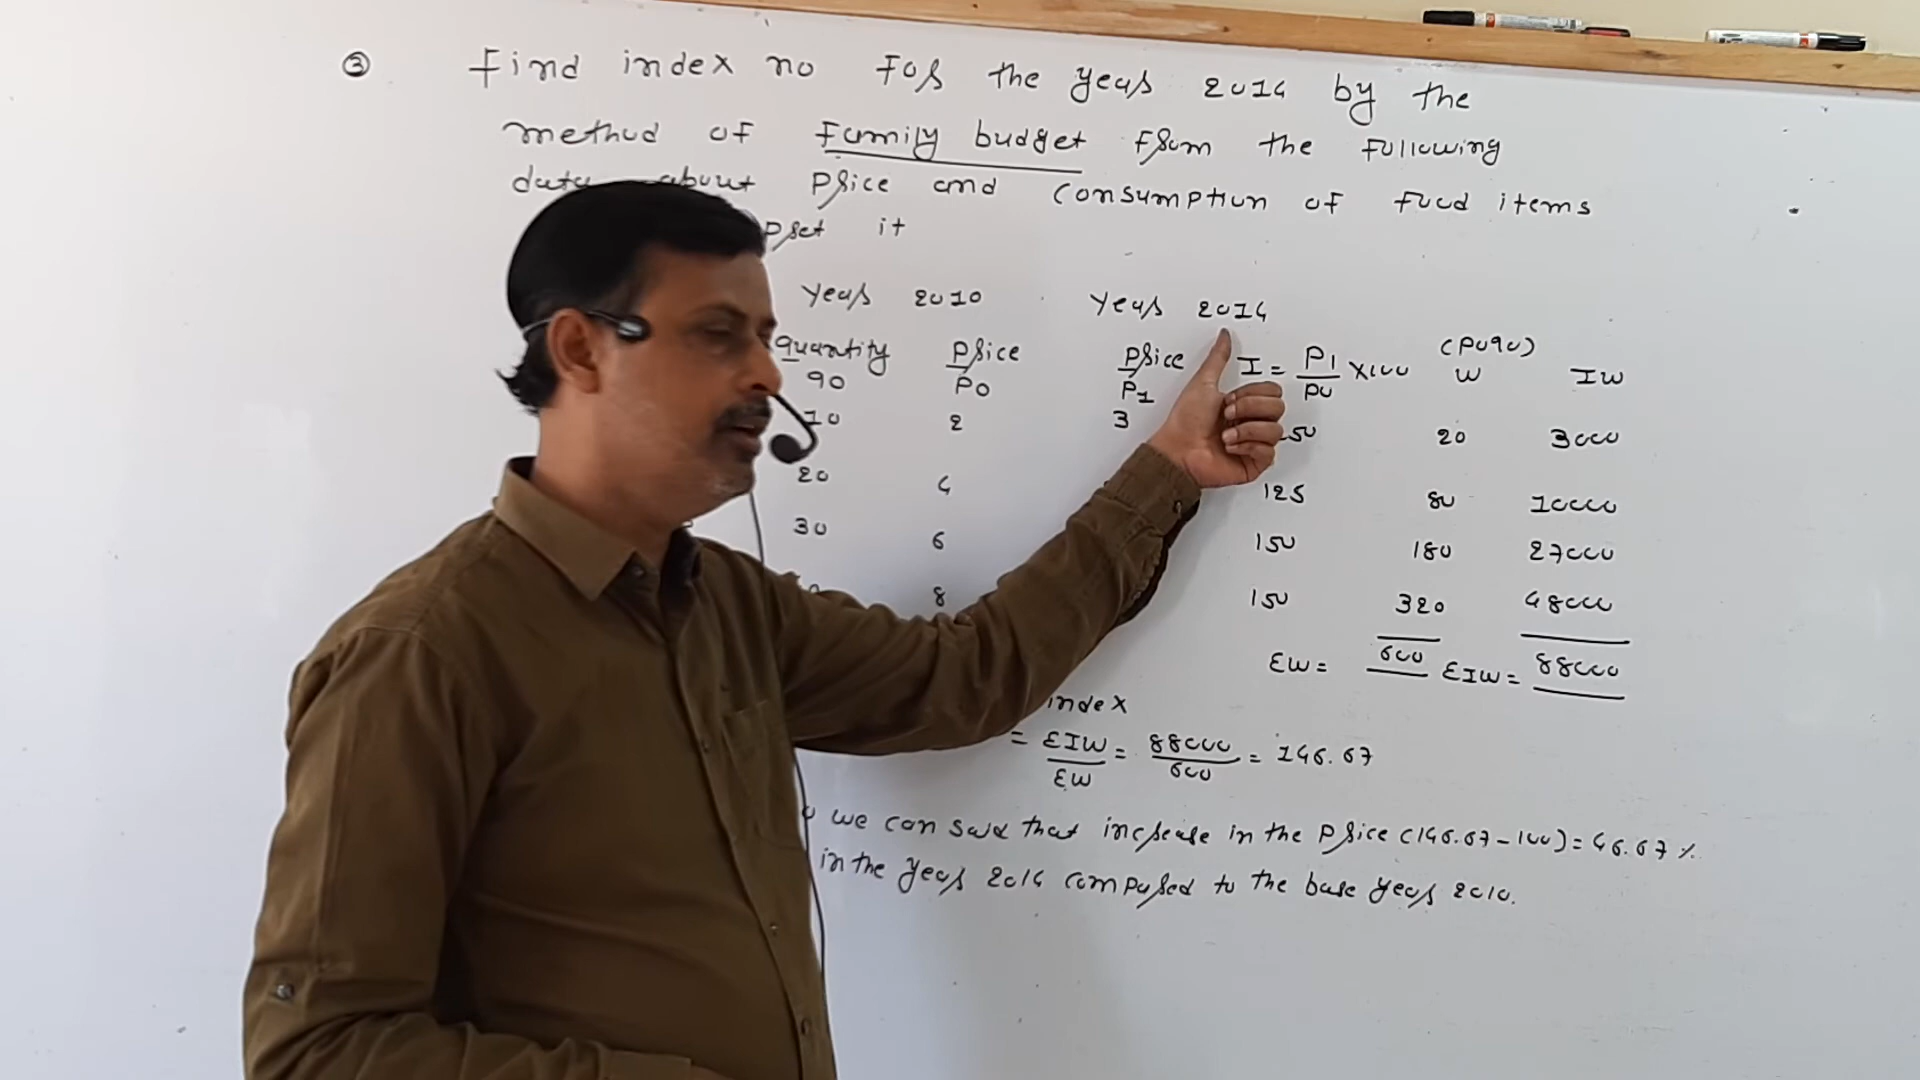 ③ Find index no for the year 2014 by the
method of family budget from the following
data about price and consumption of food items
it
year 2010 year 2014
quantity price price I = P1/P0 ×100 (P0q0)
q0 P0 P1 W IW
10 2 3 20 3000
20 4 125 80 10000
30 6 150 180 27000
8 150 320 48000
ΣW = 600 ΣIW = 88000
index
= ΣIW/ΣW = 88000/600 = 146.67
we can said that increase in the price (146.67-100) = 46.67 %
in the year 2014 compared to the base year 2010.